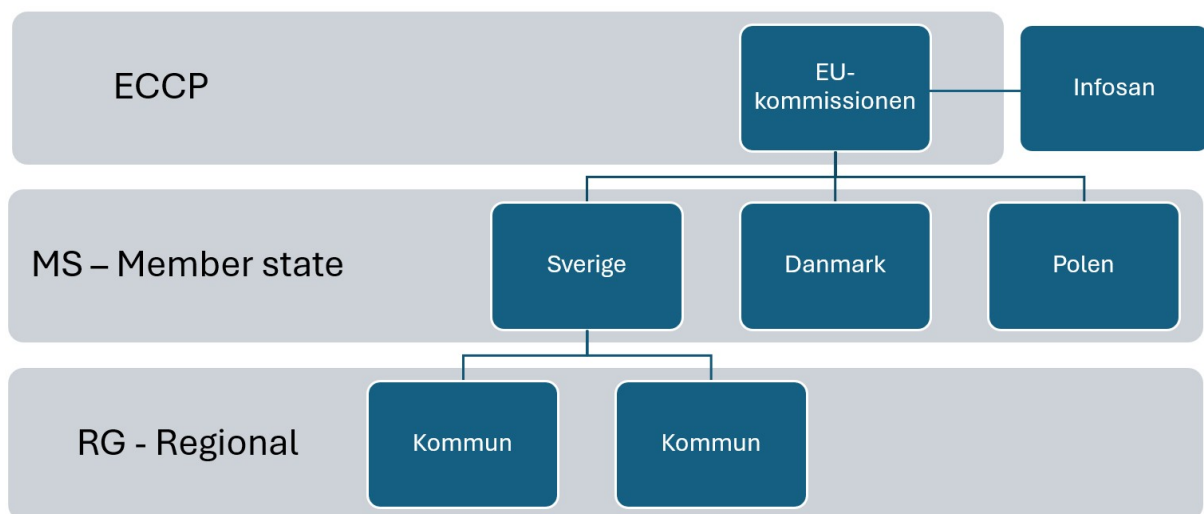 ECCP
EU-
kommissionen
Infosan
MS – Member state
Sverige
Danmark
Polen
RG - Regional
Kommun
Kommun